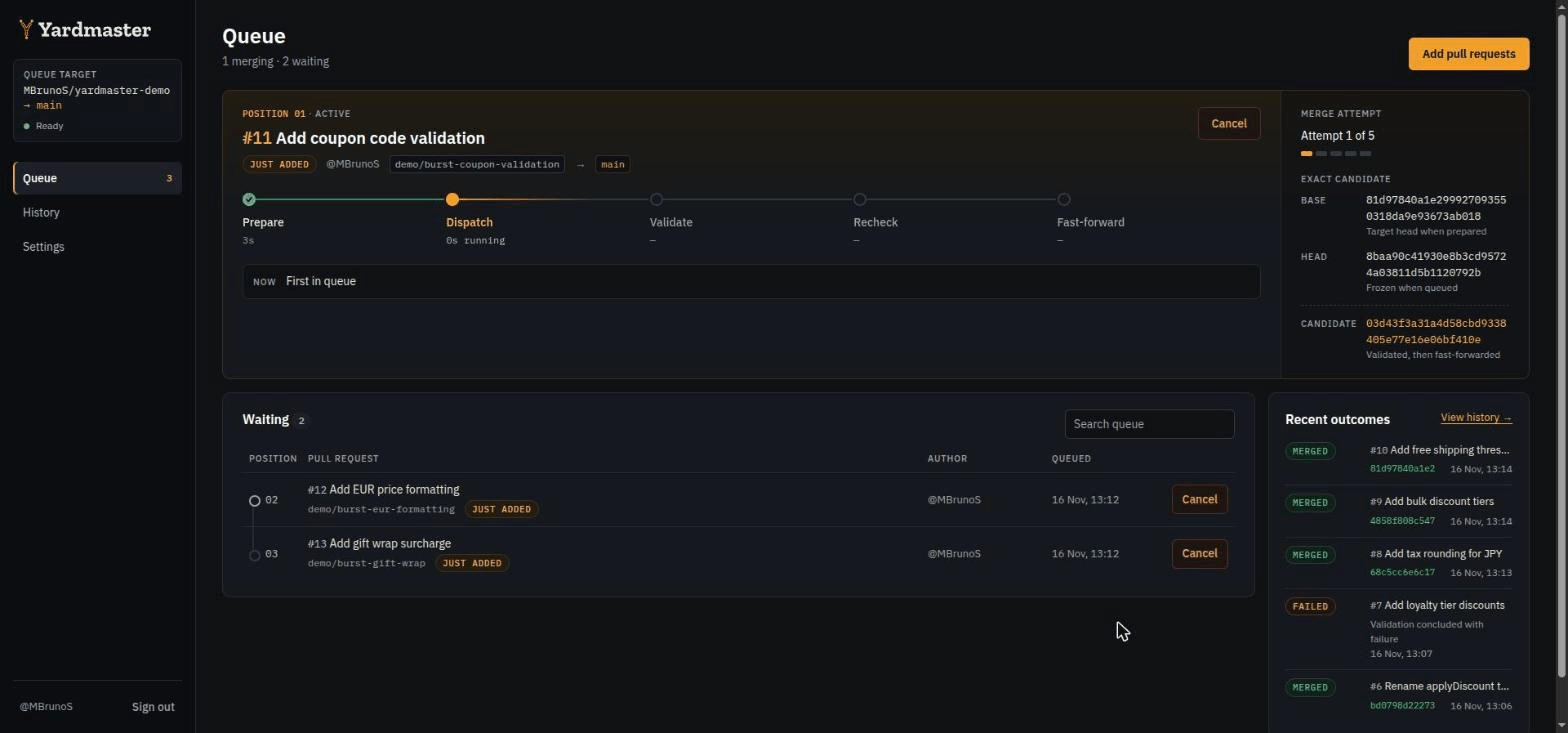 Yardmaster
QUEUE TARGET
MBrunoS/yardmaster-demo
→ main
Ready
Queue 3
History
Settings
@MBrunoS Sign out
Queue
1 merging · 2 waiting
Add pull requests
POSITION 01 · ACTIVE
#11 Add coupon code validation
Cancel
JUST ADDED @MBrunoS demo/burst-coupon-validation → main
Prepare Dispatch Validate Recheck Fast-forward
3s 0s running – – –
NOW First in queue
MERGE ATTEMPT
Attempt 1 of 5
EXACT CANDIDATE
BASE 81d97840a1e29992709355
0318da9e93673ab018
Target head when prepared
HEAD 8baa90c41930e8b3cd9572
4a03811d5b1120792b
Frozen when queued
CANDIDATE 03d43f3a31a4d58cbd9338
405e77e16e06bf410e
Validated, then fast-forwarded
Waiting 2
Search queue
POSITION PULL REQUEST AUTHOR QUEUED
02 #12 Add EUR price formatting @MBrunoS 16 Nov, 13:12 Cancel
demo/burst-eur-formatting JUST ADDED
03 #13 Add gift wrap surcharge @MBrunoS 16 Nov, 13:12 Cancel
demo/burst-gift-wrap JUST ADDED
Recent outcomes View history →
MERGED #10 Add free shipping thres...
81d97840a1e2 16 Nov, 13:14
MERGED #9 Add bulk discount tiers
4858f808c547 16 Nov, 13:14
MERGED #8 Add tax rounding for JPY
68c5cc6e6c17 16 Nov, 13:13
FAILED #7 Add loyalty tier discounts
Validation concluded with
failure
16 Nov, 13:07
MERGED #6 Rename applyDiscount t...
bd0798d22273 16 Nov, 13:06